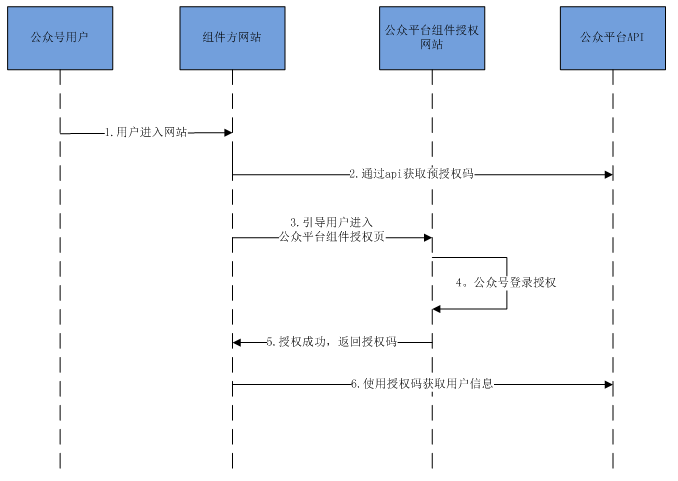 公众号用户
组件方网站
公众平台组件授权
网站
公众平台API
1.用户进入网站
2.通过api获取预授权码
3.引导用户进入
公众平台组件授权页
4。公众号登录授权
5.授权成功，返回授权码
6.使用授权码获取用户信息